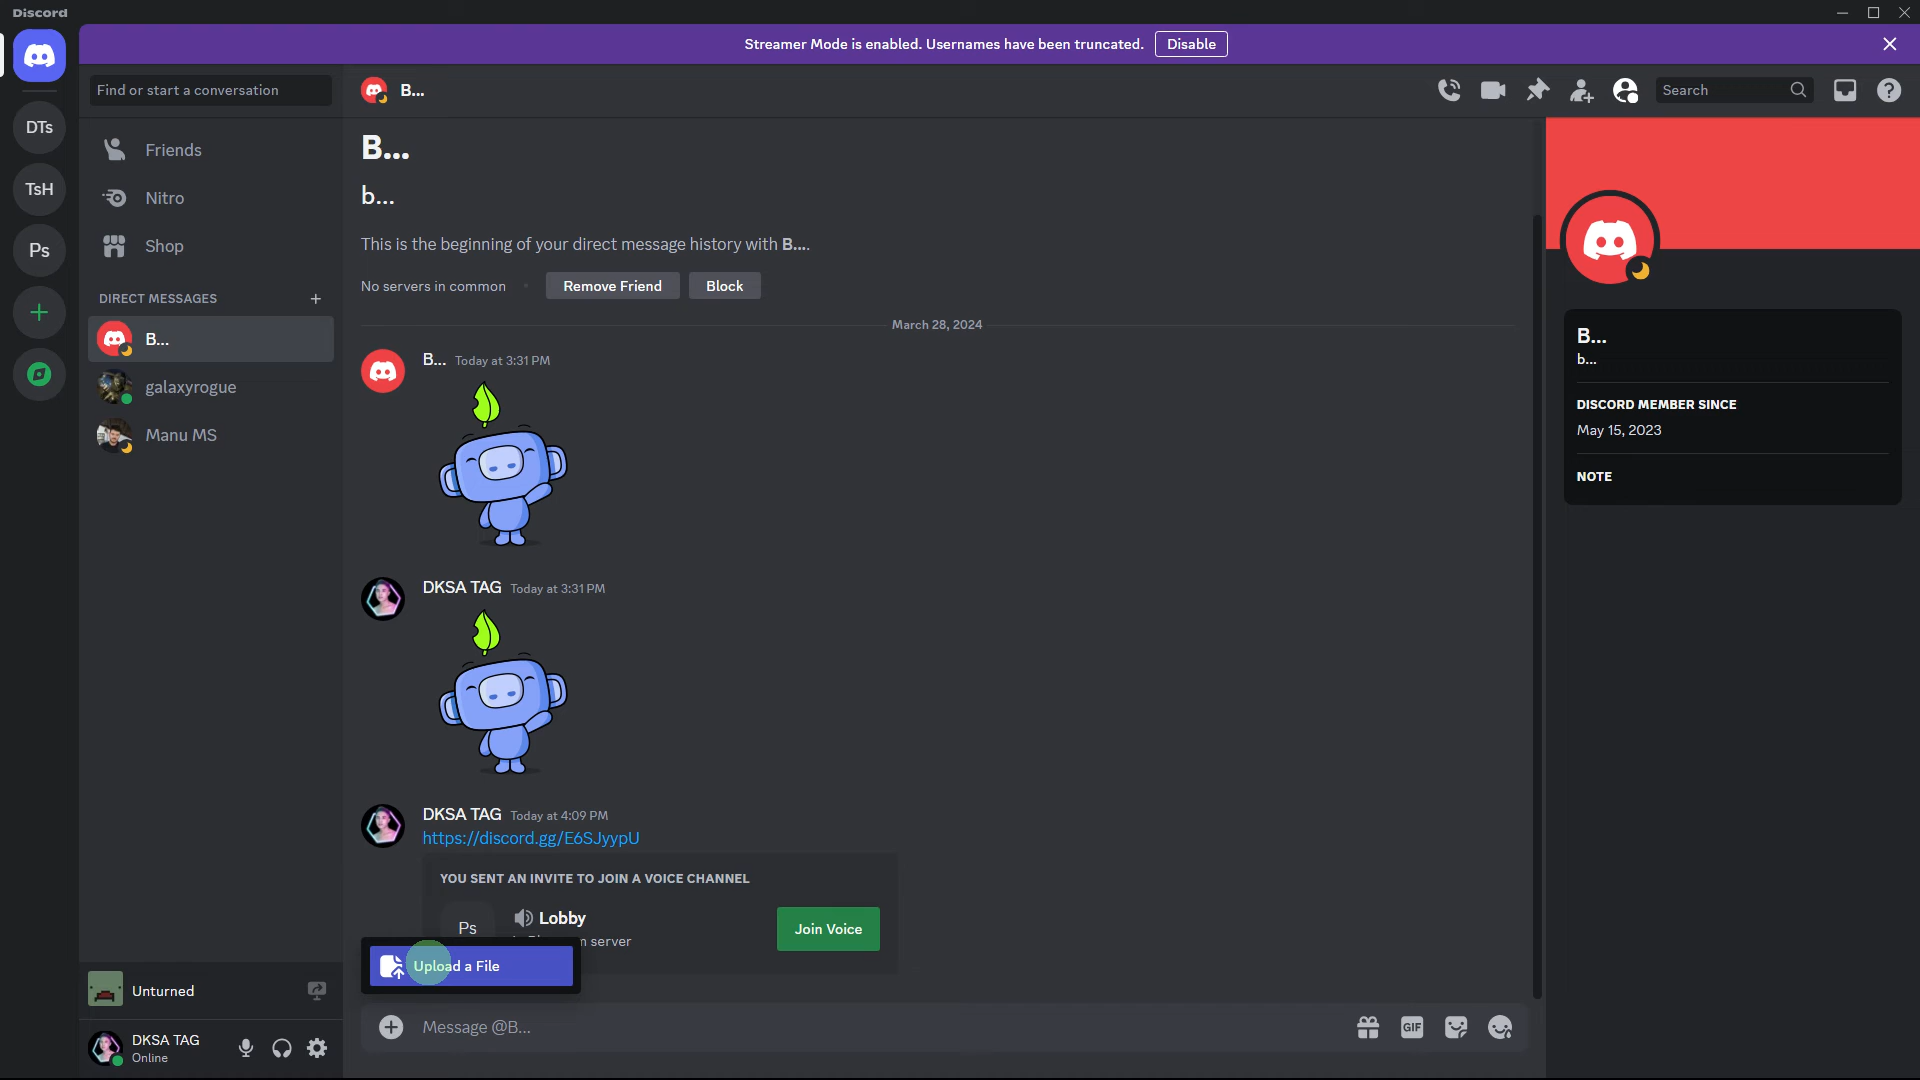 Discord
Streamer Mode is enabled. Usernames have been truncated.
Disable
Find or start a conversation
B...
Search
DTs
TsH
Ps
Friends
Nitro
Shop
DIRECT MESSAGES
B...
galaxyrogue
Manu MS
B...
b...
This is the beginning of your direct message history with B....
No servers in common
Remove Friend
Block
March 28, 2024
B... Today at 3:31 PM
DKSA TAG Today at 3:31 PM
DKSA TAG Today at 4:09 PM
https://discord.gg/E6SJyypU
YOU SENT AN INVITE TO JOIN A VOICE CHANNEL
Ps
Lobby
server
Join Voice
Upload a File
Message @B...
GIF
Unturned
DKSA TAG
Online
B...
b...
DISCORD MEMBER SINCE
May 15, 2023
NOTE